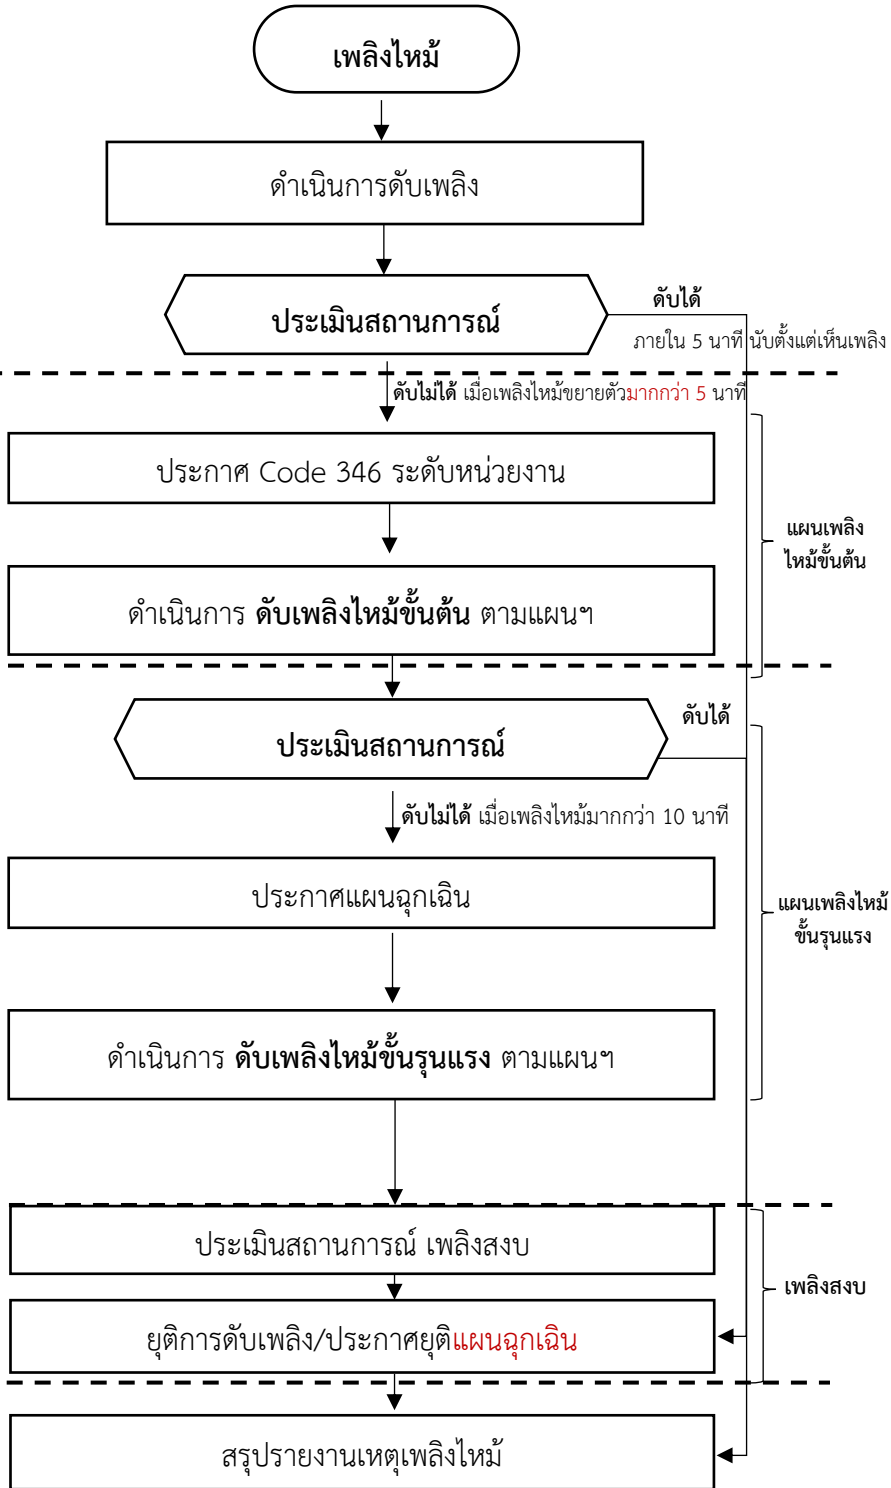 เพลิงไหม้
ดำเนินการดับเพลิง
ประเมินสถานการณ์
ดับได้
ภายใน 5 นาที นับตั้งแต่เห็นเพลิง
ดับไม่ได้ เมื่อเพลิงไหม้ขยายตัวมากกว่า 5 นาที
ประกาศ Code 346 ระดับหน่วยงาน
แผนเพลิง
ไหม้ขั้นต้น
ดำเนินการ ดับเพลิงไหม้ขั้นต้น ตามแผนฯ
ดับได้
ประเมินสถานการณ์
ดับไม่ได้ เมื่อเพลิงไหม้มากกว่า 10 นาที
ประกาศแผนฉุกเฉิน
แผนเพลิงไหม้
ขั้นรุนแรง
ดำเนินการ ดับเพลิงไหม้ขั้นรุนแรง ตามแผนฯ
ประเมินสถานการณ์ เพลิงสงบ
เพลิงสงบ
ยุติการดับเพลิง/ประกาศยุติแผนฉุกเฉิน
สรุปรายงานเหตุเพลิงไหม้